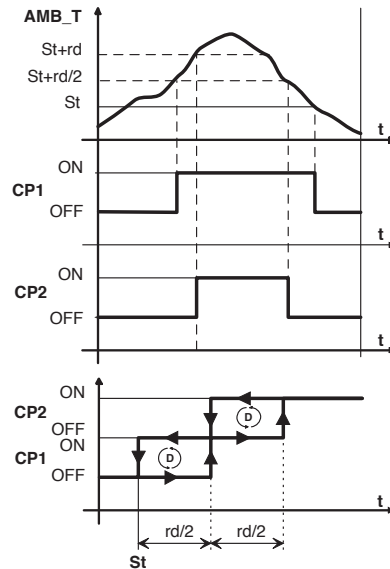 AMB_T
St+rd
St+rd/2
St
t
ON
CP1
OFF
t
ON
CP2
OFF
t
ON
CP2
OFF
D
ON
CP1
D
OFF
t
rd/2 rd/2
St